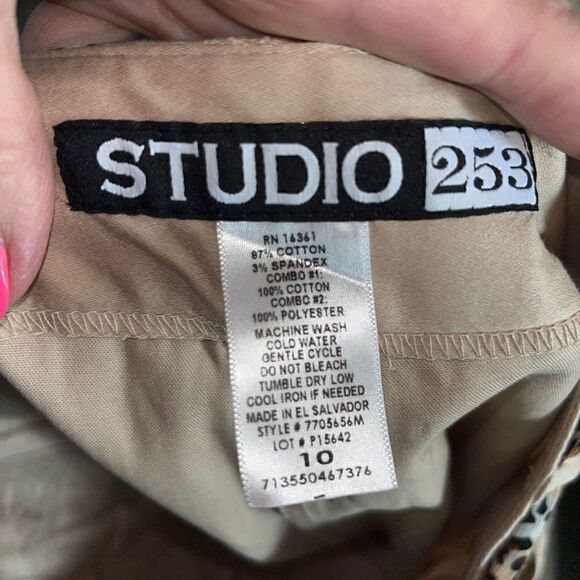 STUDIO 253
RN 16361
97% COTTON
3% SPANDEX
COMBO #1:
100% COTTON
COMBO #2:
100% POLYESTER
MACHINE WASH
COLD WATER
GENTLE CYCLE
DO NOT BLEACH
TUMBLE DRY LOW
COOL IRON IF NEEDED
MADE IN EL SALVADOR
STYLE # 7705656M
LOT # P15642
10
713550467376